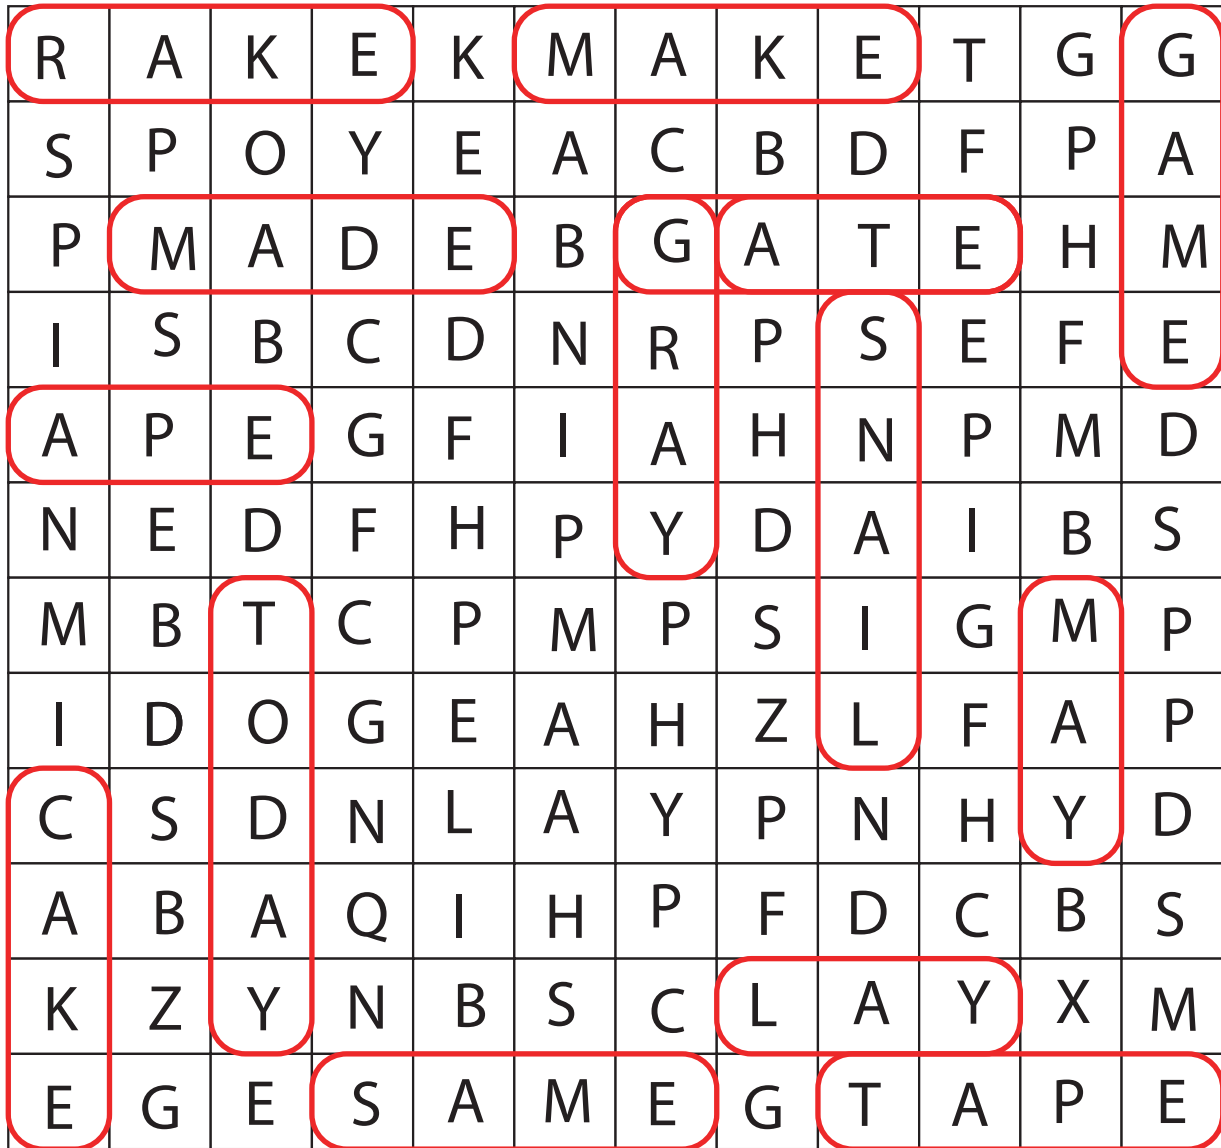 R A K E K M A K E T G G
S P O Y E A C B D F P A
P M A D E B G A T E H M
I S B C D N R P S E F E
A P E G F I A H N P M D
N E D F H P Y D A I B S
M B T C P M P S I G M P
I D O G E A H Z L F A P
C S D N L A Y P N H Y D
A B A Q I H P F D C B S
K Z Y N B S C L A Y X M
E G E S A M E G T A P E